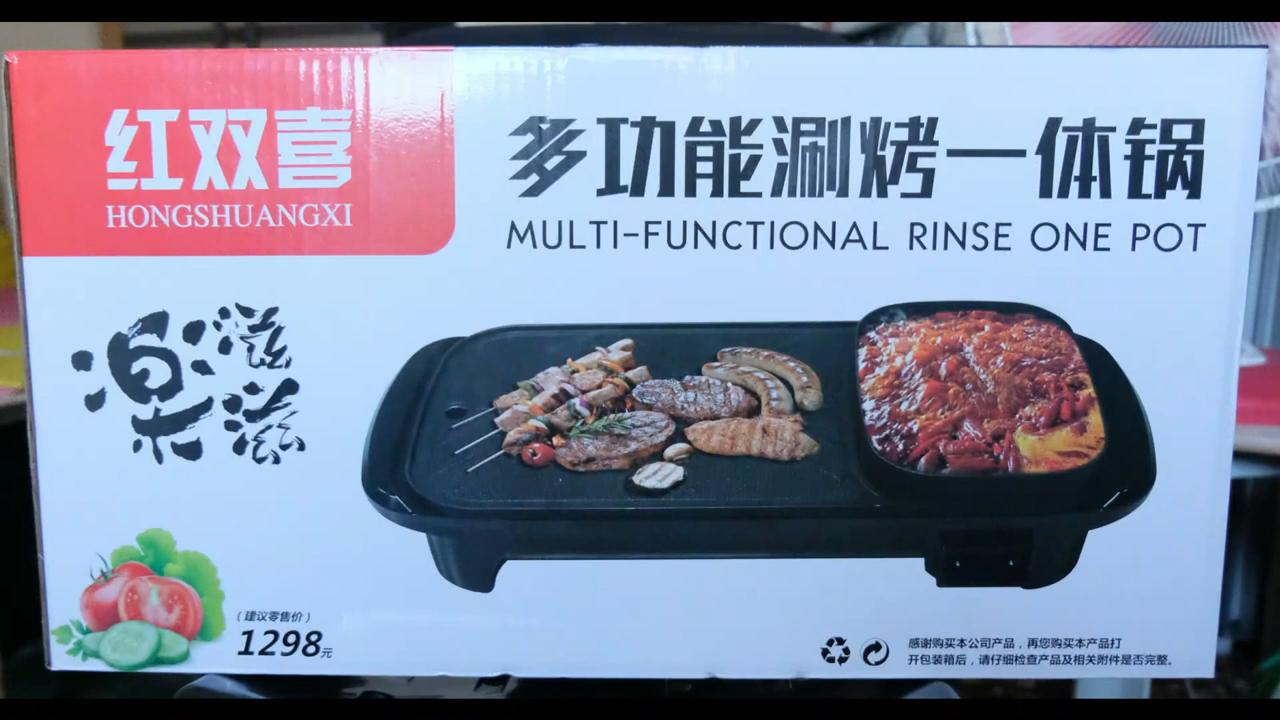 红双喜
HONGSHUANGXI
多功能涮烤一体锅
MULTI-FUNCTIONAL RINSE ONE POT
樂滋滋
(建议零售价)
1298元
感谢购买本公司产品，再您购买本产品打
开包装箱后，请仔细检查产品及相关附件是否完整。